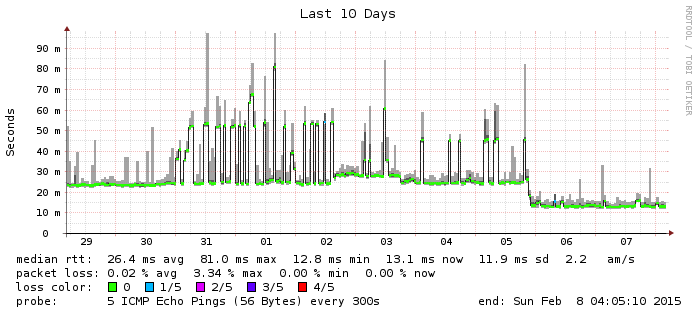 Last 10 Days
RRDTOOL / TOBI OETIKER
Seconds
90 m
80 m
70 m
60 m
50 m
40 m
30 m
20 m
10 m
0
29 30 31 01 02 03 04 05 06 07
median rtt: 26.4 ms avg 81.0 ms max 12.8 ms min 13.1 ms now 11.9 ms sd 2.2 am/s
packet loss: 0.02 % avg 3.34 % max 0.00 % min 0.00 % now
loss color: 0 1/5 2/5 3/5 4/5
probe: 5 ICMP Echo Pings (56 Bytes) every 300s end: Sun Feb 8 04:05:10 2015